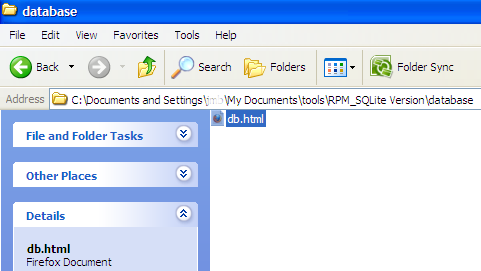 database
File Edit View Favorites Tools Help
Back Search Folders Folder Sync
Address C:\Documents and Settings\jmb\My Documents\tools\RPM_SQLite Version\database
db.html
File and Folder Tasks
Other Places
Details
db.html
Firefox Document